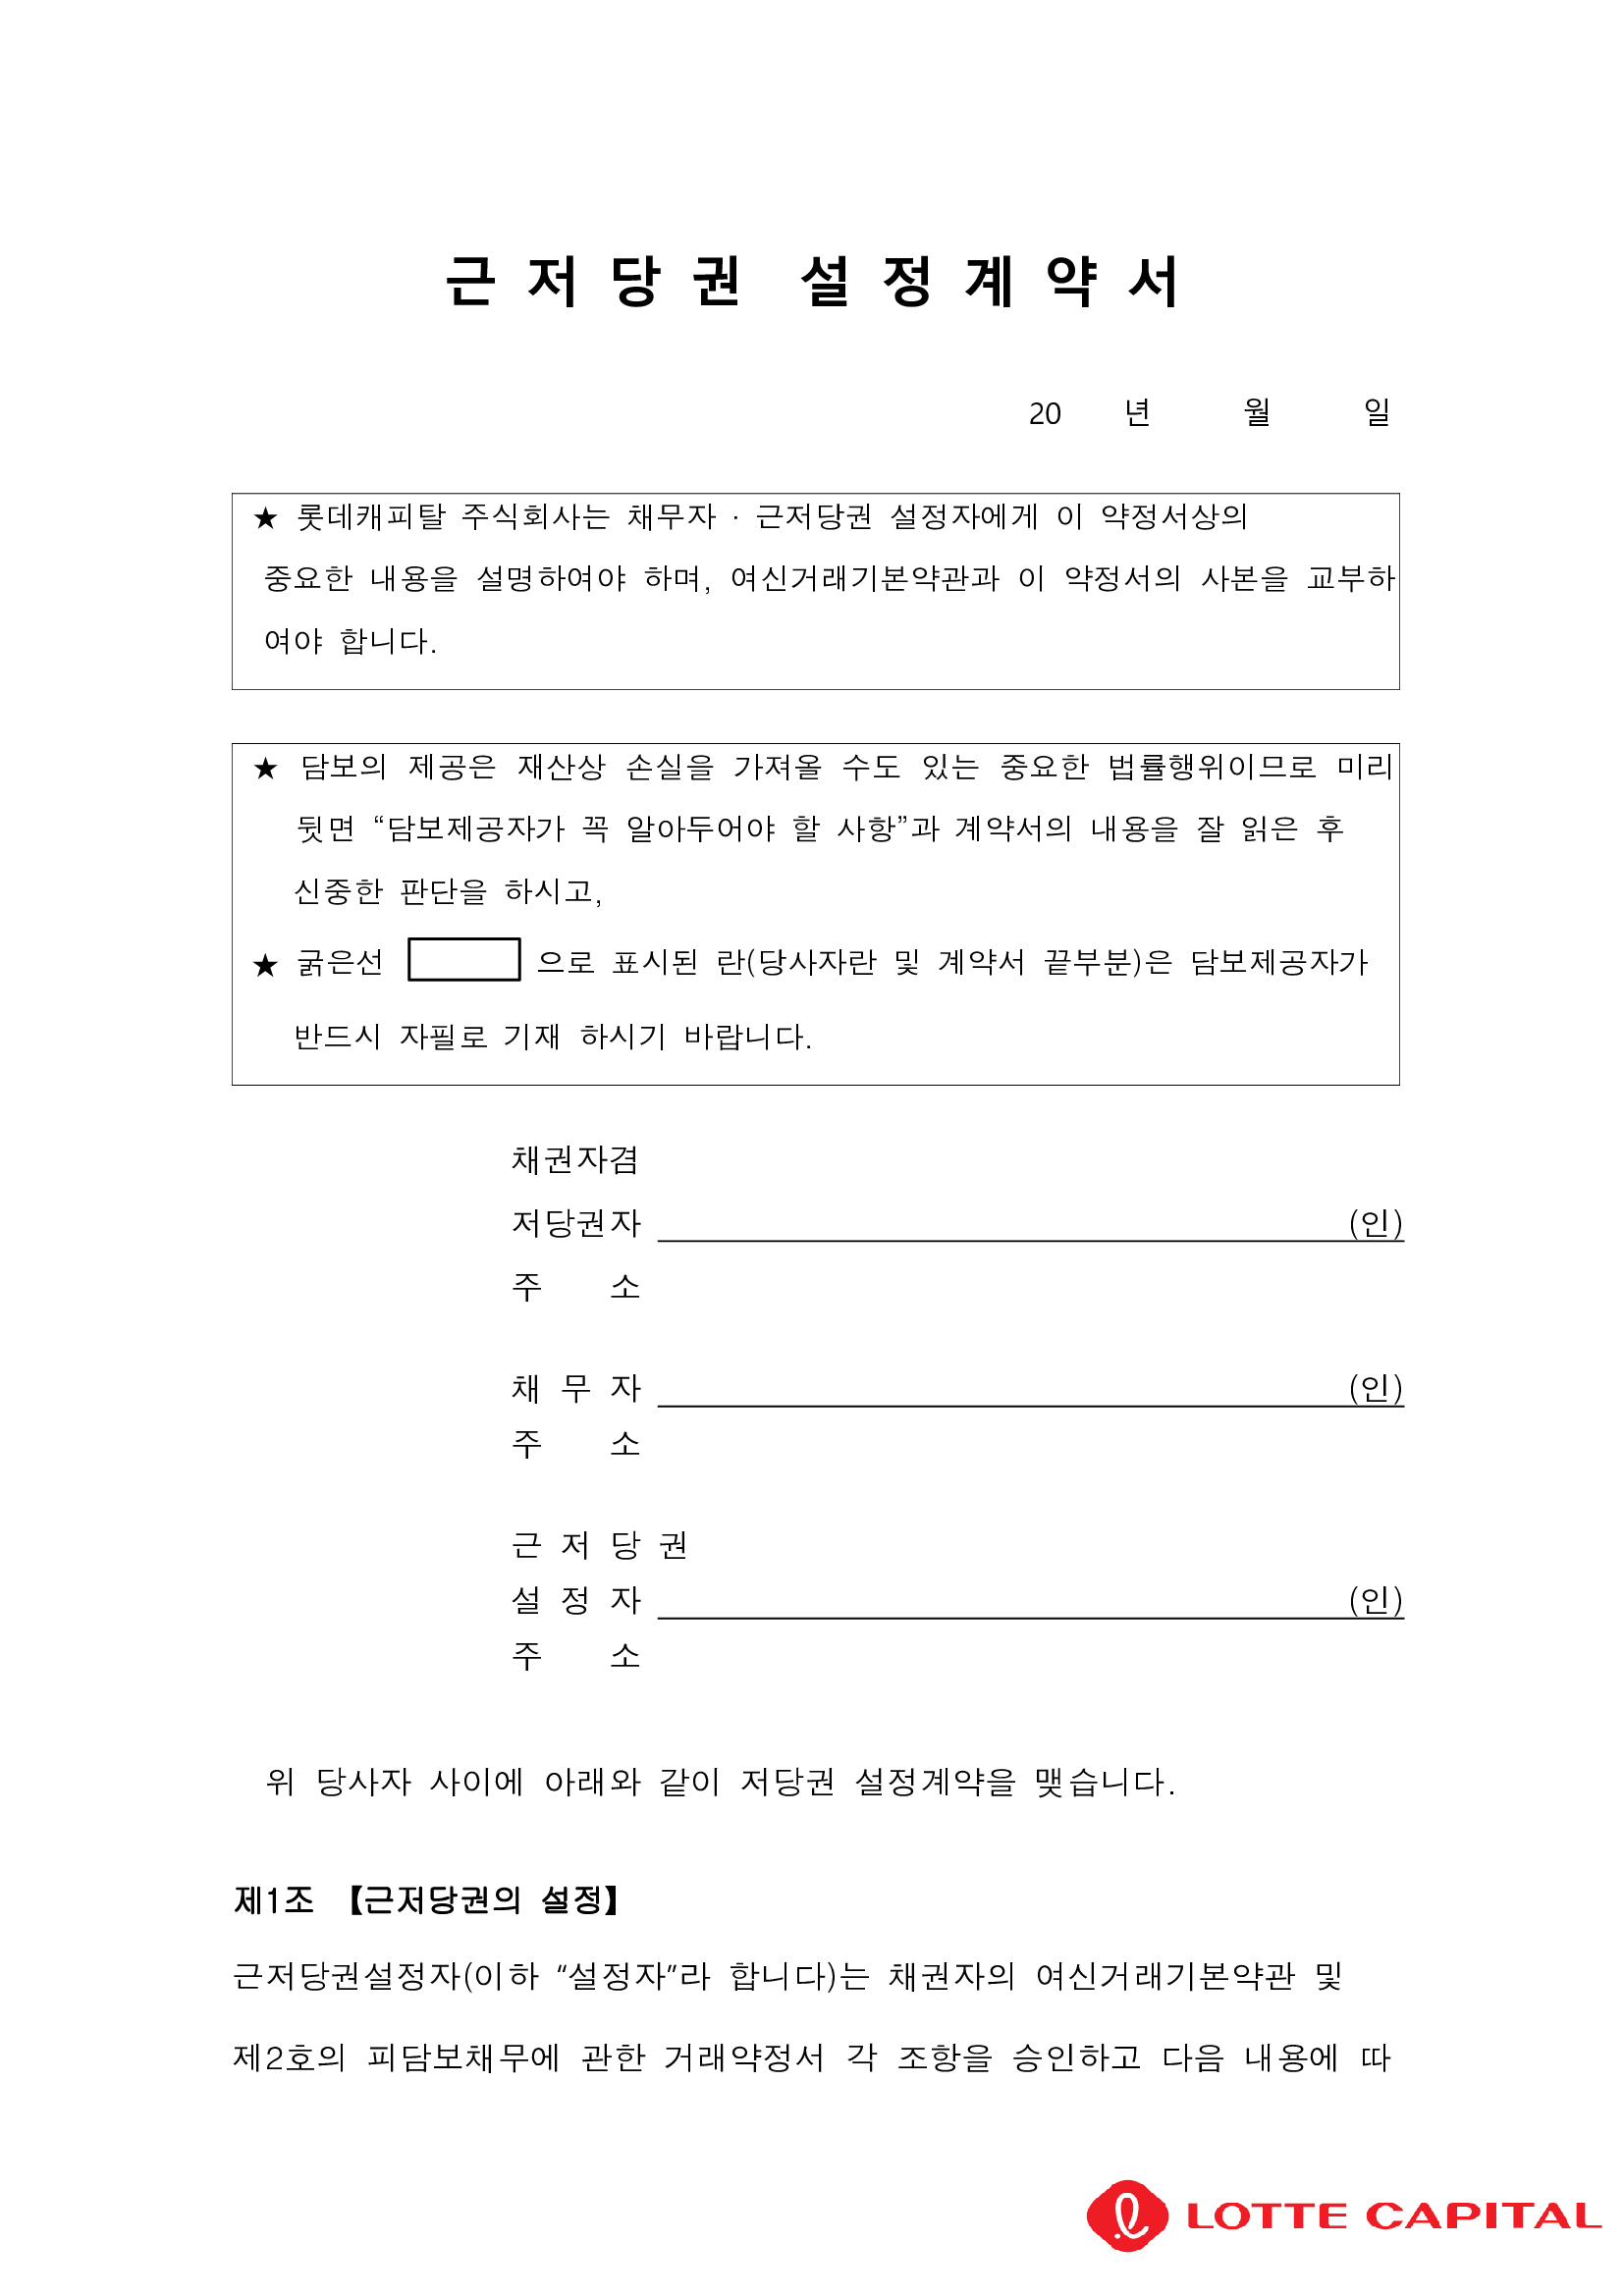 근 저 당 권 설 정 계 약 서
20 년 월 일
★ 롯데캐피탈 주식회사는 채무자 · 근저당권 설정자에게 이 약정서상의
중요한 내용을 설명하여야 하며, 여신거래기본약관과 이 약정서의 사본을 교부하
여야 합니다.
★ 담보의 제공은 재산상 손실을 가져올 수도 있는 중요한 법률행위이므로 미리
뒷면 “담보제공자가 꼭 알아두어야 할 사항”과 계약서의 내용을 잘 읽은 후
신중한 판단을 하시고,
★ 굵은선 으로 표시된 란(당사자란 및 계약서 끝부분)은 담보제공자가
반드시 자필로 기재 하시기 바랍니다.
채권자겸
저당권자 (인)
주 소
채 무 자 (인)
주 소
근 저 당 권
설 정 자 (인)
주 소
위 당사자 사이에 아래와 같이 저당권 설정계약을 맺습니다.
제1조 【근저당권의 설정】
근저당권설정자(이하 “설정자”라 합니다)는 채권자의 여신거래기본약관 및
제2호의 피담보채무에 관한 거래약정서 각 조항을 승인하고 다음 내용에 따
LOTTE CAPITAL